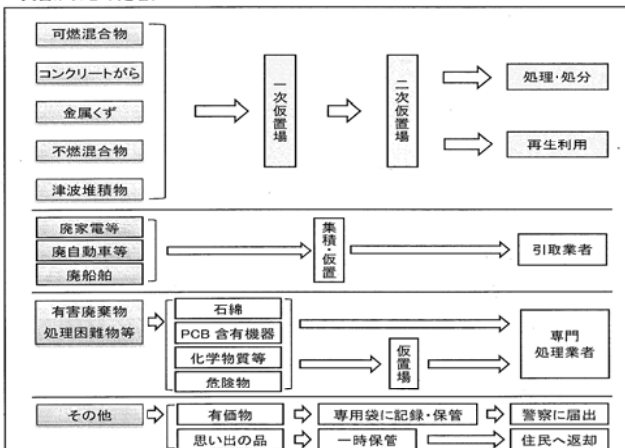 可燃混合物
コンクリートがら
金属くず
不燃混合物
津波堆積物
一次仮置場
二次仮置場
処理・処分
再生利用
廃家電等
廃自動車等
廃船舶
集積・仮置
引取業者
有害廃棄物
処理困難物等
石綿
PCB 含有機器
化学物質等
危険物
仮置場
専門
処理業者
その他
有価物
専用袋に記録・保管
警察に届出
思い出の品
一時保管
住民へ返却